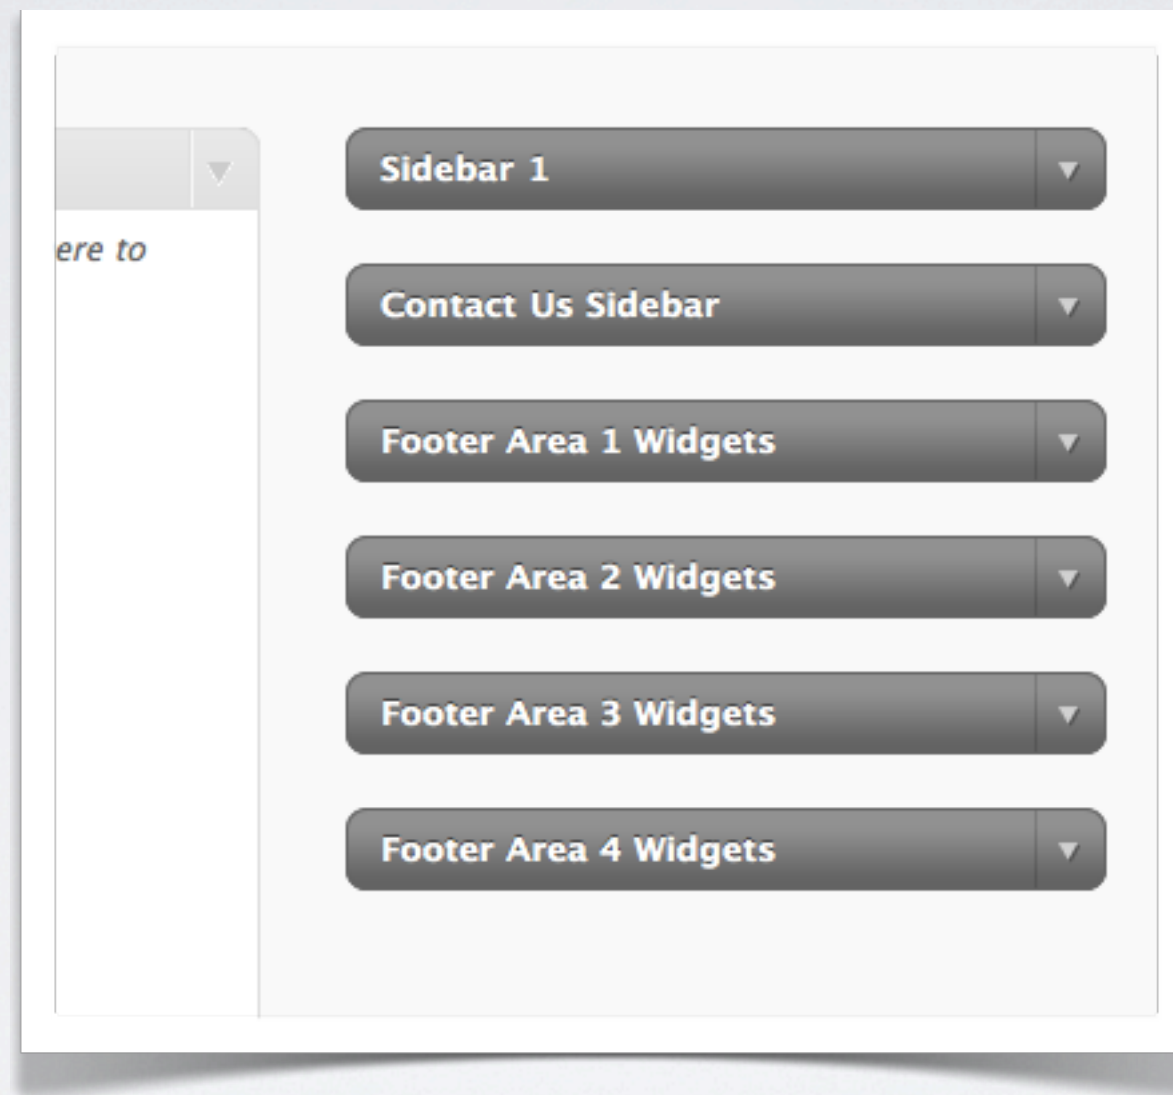 ere to
Sidebar 1
Contact Us Sidebar
Footer Area 1 Widgets
Footer Area 2 Widgets
Footer Area 3 Widgets
Footer Area 4 Widgets